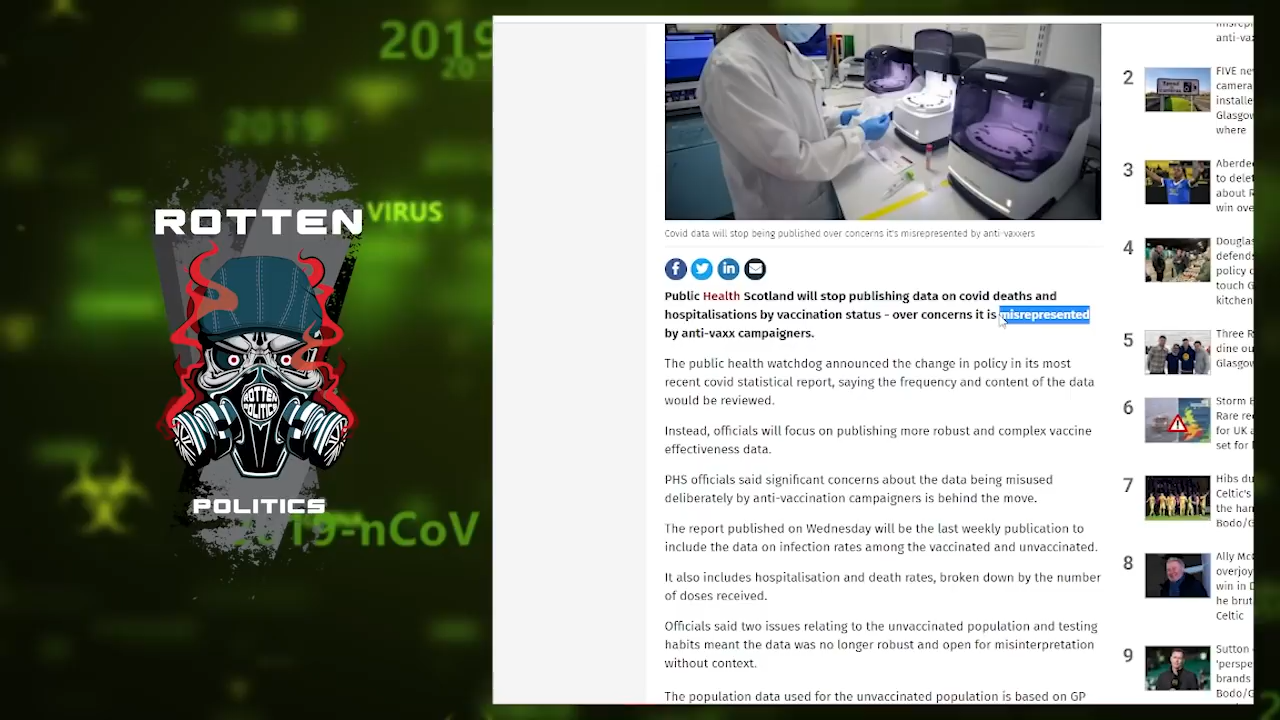 2019
20
2019
VIRUS
ROTTEN
ROTTEN
POLITICS
POLITICS
2019-nCoV
Covid data will stop being published over concerns it's misrepresented by anti-vaxxers
Public Health Scotland will stop publishing data on covid deaths and
hospitalisations by vaccination status - over concerns it is misrepresented
by anti-vaxx campaigners.
The public health watchdog announced the change in policy in its most
recent covid statistical report, saying the frequency and content of the data
would be reviewed.
Instead, officials will focus on publishing more robust and complex vaccine
effectiveness data.
PHS officials said significant concerns about the data being misused
deliberately by anti-vaccination campaigners is behind the move.
The report published on Wednesday will be the last weekly publication to
include the data on infection rates among the vaccinated and unvaccinated.
It also includes hospitalisation and death rates, broken down by the number
of doses received.
Officials said two issues relating to the unvaccinated population and testing
habits meant the data was no longer robust and open for misinterpretation
without context.
The population data used for the unvaccinated population is based on GP
anti-va
2
FIVE ne
camera
installe
Glasgow
where
3
Aberde
to delet
about R
win ove
4
Douglas
defends
policy o
touch G
kitchen
5
Three R
dine ou
Glasgow
6
Storm E
Rare re
for UK a
set for
7
Hibs du
Celtic's
the han
Bodo/G
8
Ally McC
overjoy
win in D
he brut
Celtic
9
Sutton
'perspe
brands
Bodo/G